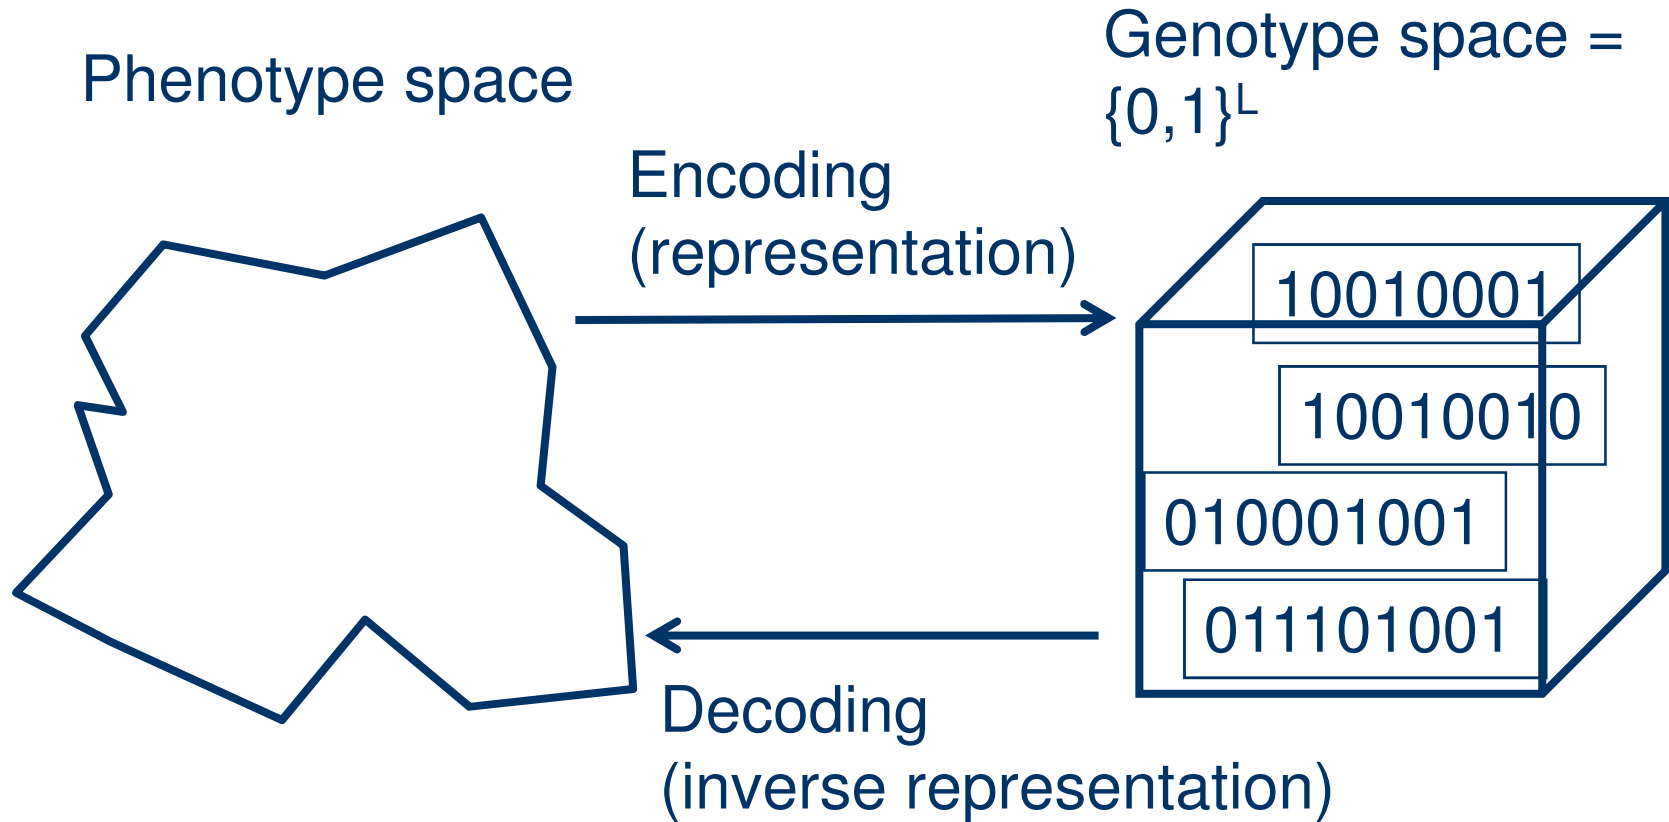 Phenotype space
Genotype space =
{0,1}ᴸ
Encoding
(representation)
10010001
10010010
010001001
011101001
Decoding
(inverse representation)